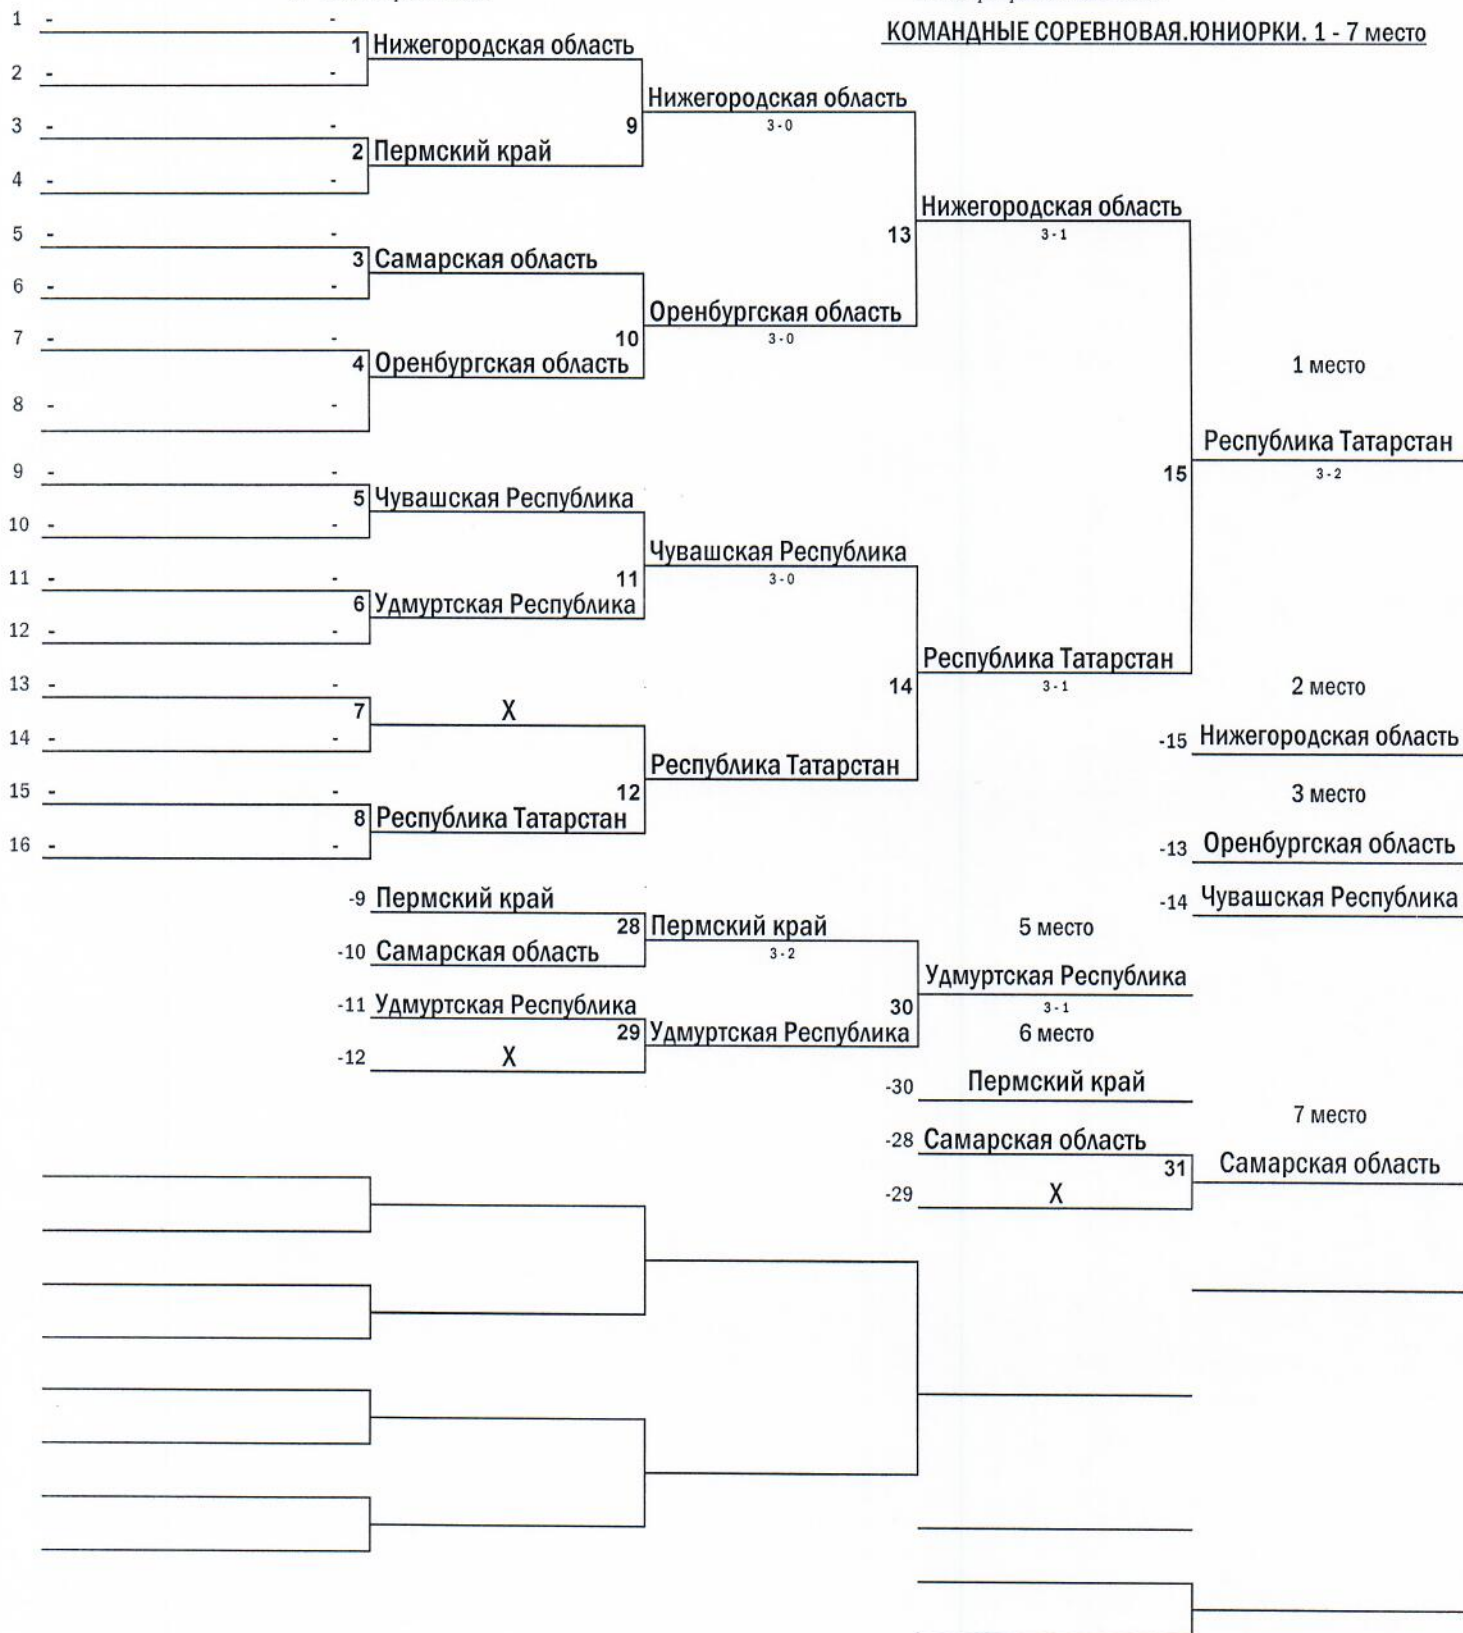 КОМАНДНЫЕ СОРЕВНОВАЯ.ЮНИОРКИ. 1 - 7 место
1 - -
1 Нижегородская область
2 - -
Нижегородская область
3 - -
9
3 - 0
2 Пермский край
4 - -
Нижегородская область
5 - -
13
3 - 1
3 Самарская область
6 - -
Оренбургская область
7 - -
10
3 - 0
4 Оренбургская область
1 место
8 - -
Республика Татарстан
9 - -
15
3 - 2
5 Чувашская Республика
10 - -
Чувашская Республика
11 - -
11
3 - 0
6 Удмуртская Республика
12 - -
Республика Татарстан
13 - -
14
3 - 1
2 место
7 X
14 - -
-15 Нижегородская область
Республика Татарстан
15 - -
12
3 место
8 Республика Татарстан
16 - -
-13 Оренбургская область
-9 Пермский край
-14 Чувашская Республика
28 Пермский край
5 место
-10 Самарская область
3 - 2
Удмуртская Республика
-11 Удмуртская Республика
30
3 - 1
29 Удмуртская Республика
6 место
-12 X
-30 Пермский край
7 место
-28 Самарская область
31 Самарская область
-29 X